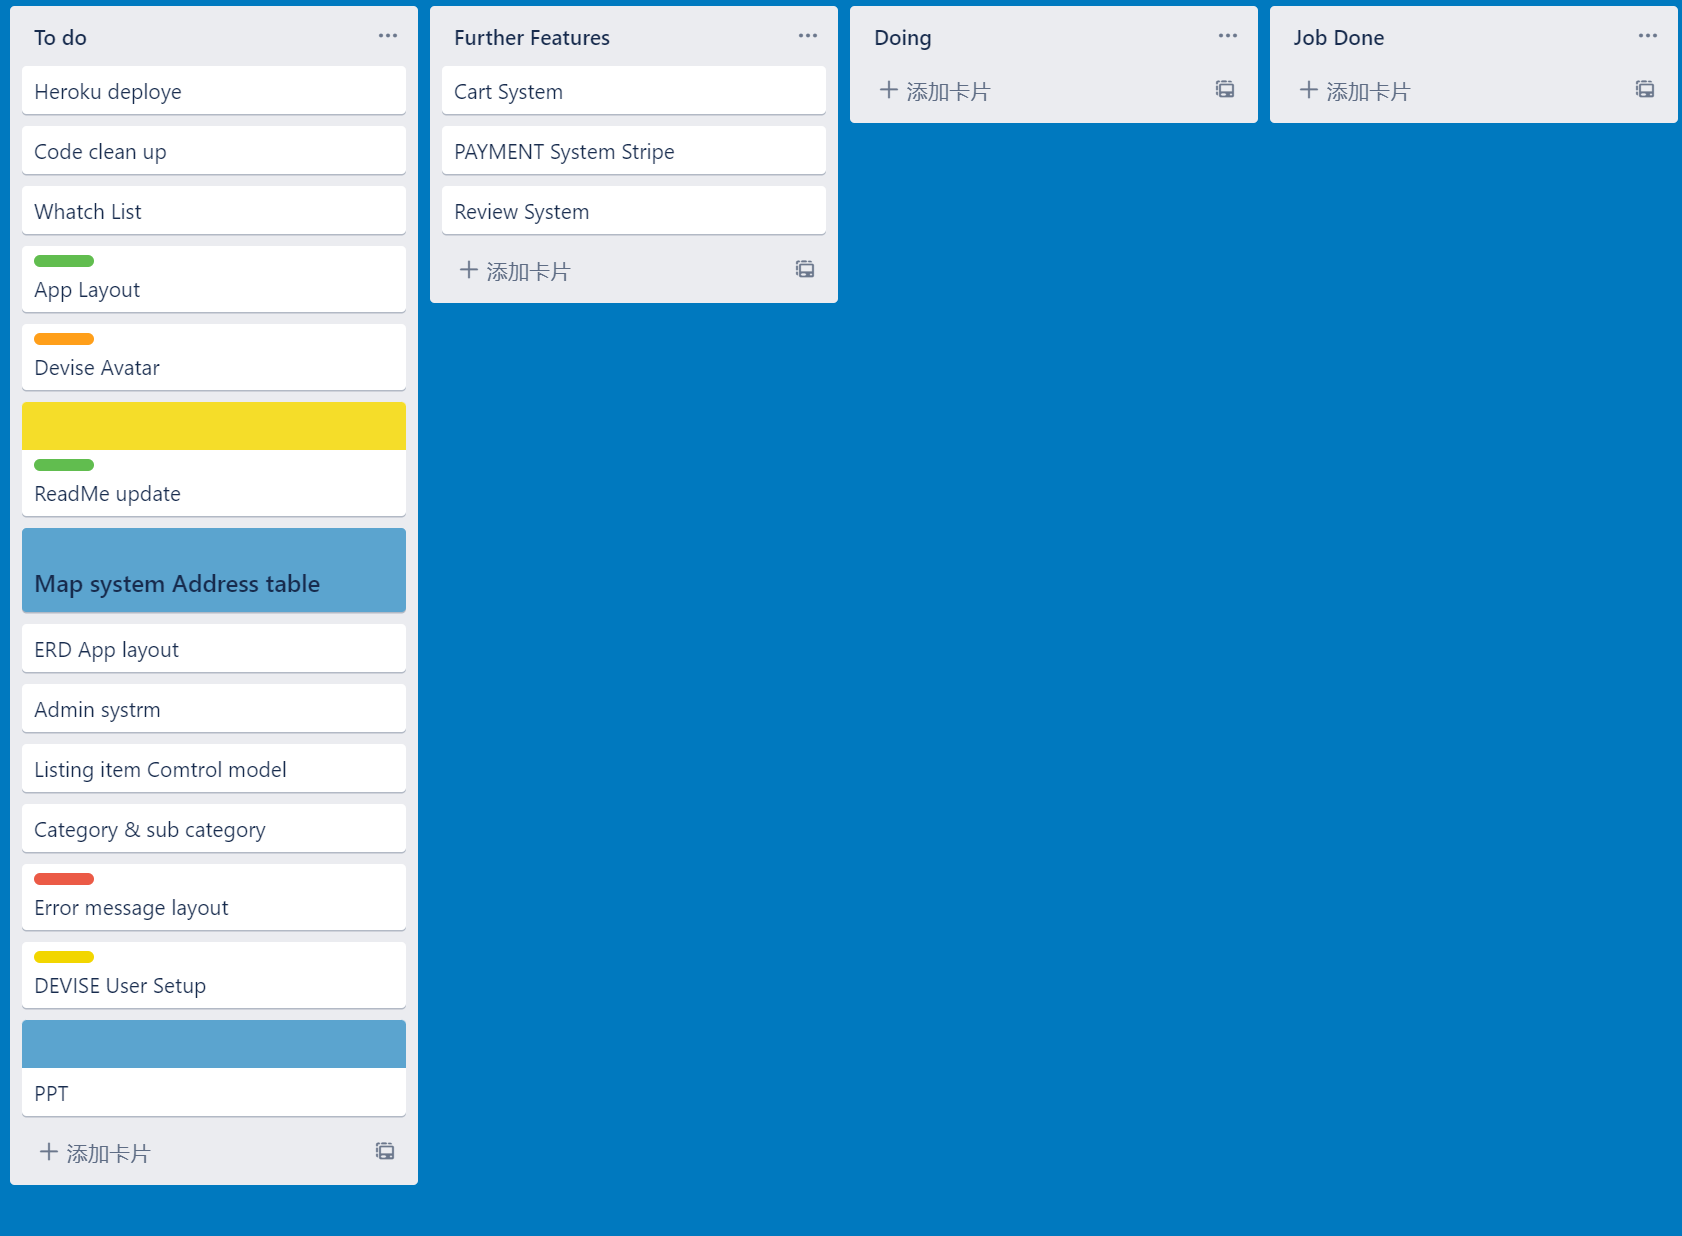 To do
Heroku deploye
Code clean up
Whatch List
App Layout
Devise Avatar
ReadMe update
Map system Address table
ERD App layout
Admin systrm
Listing item Comtrol model
Category & sub category
Error message layout
DEVISE User Setup
PPT
添加卡片
Further Features
Cart System
PAYMENT System Stripe
Review System
添加卡片
Doing
添加卡片
Job Done
添加卡片